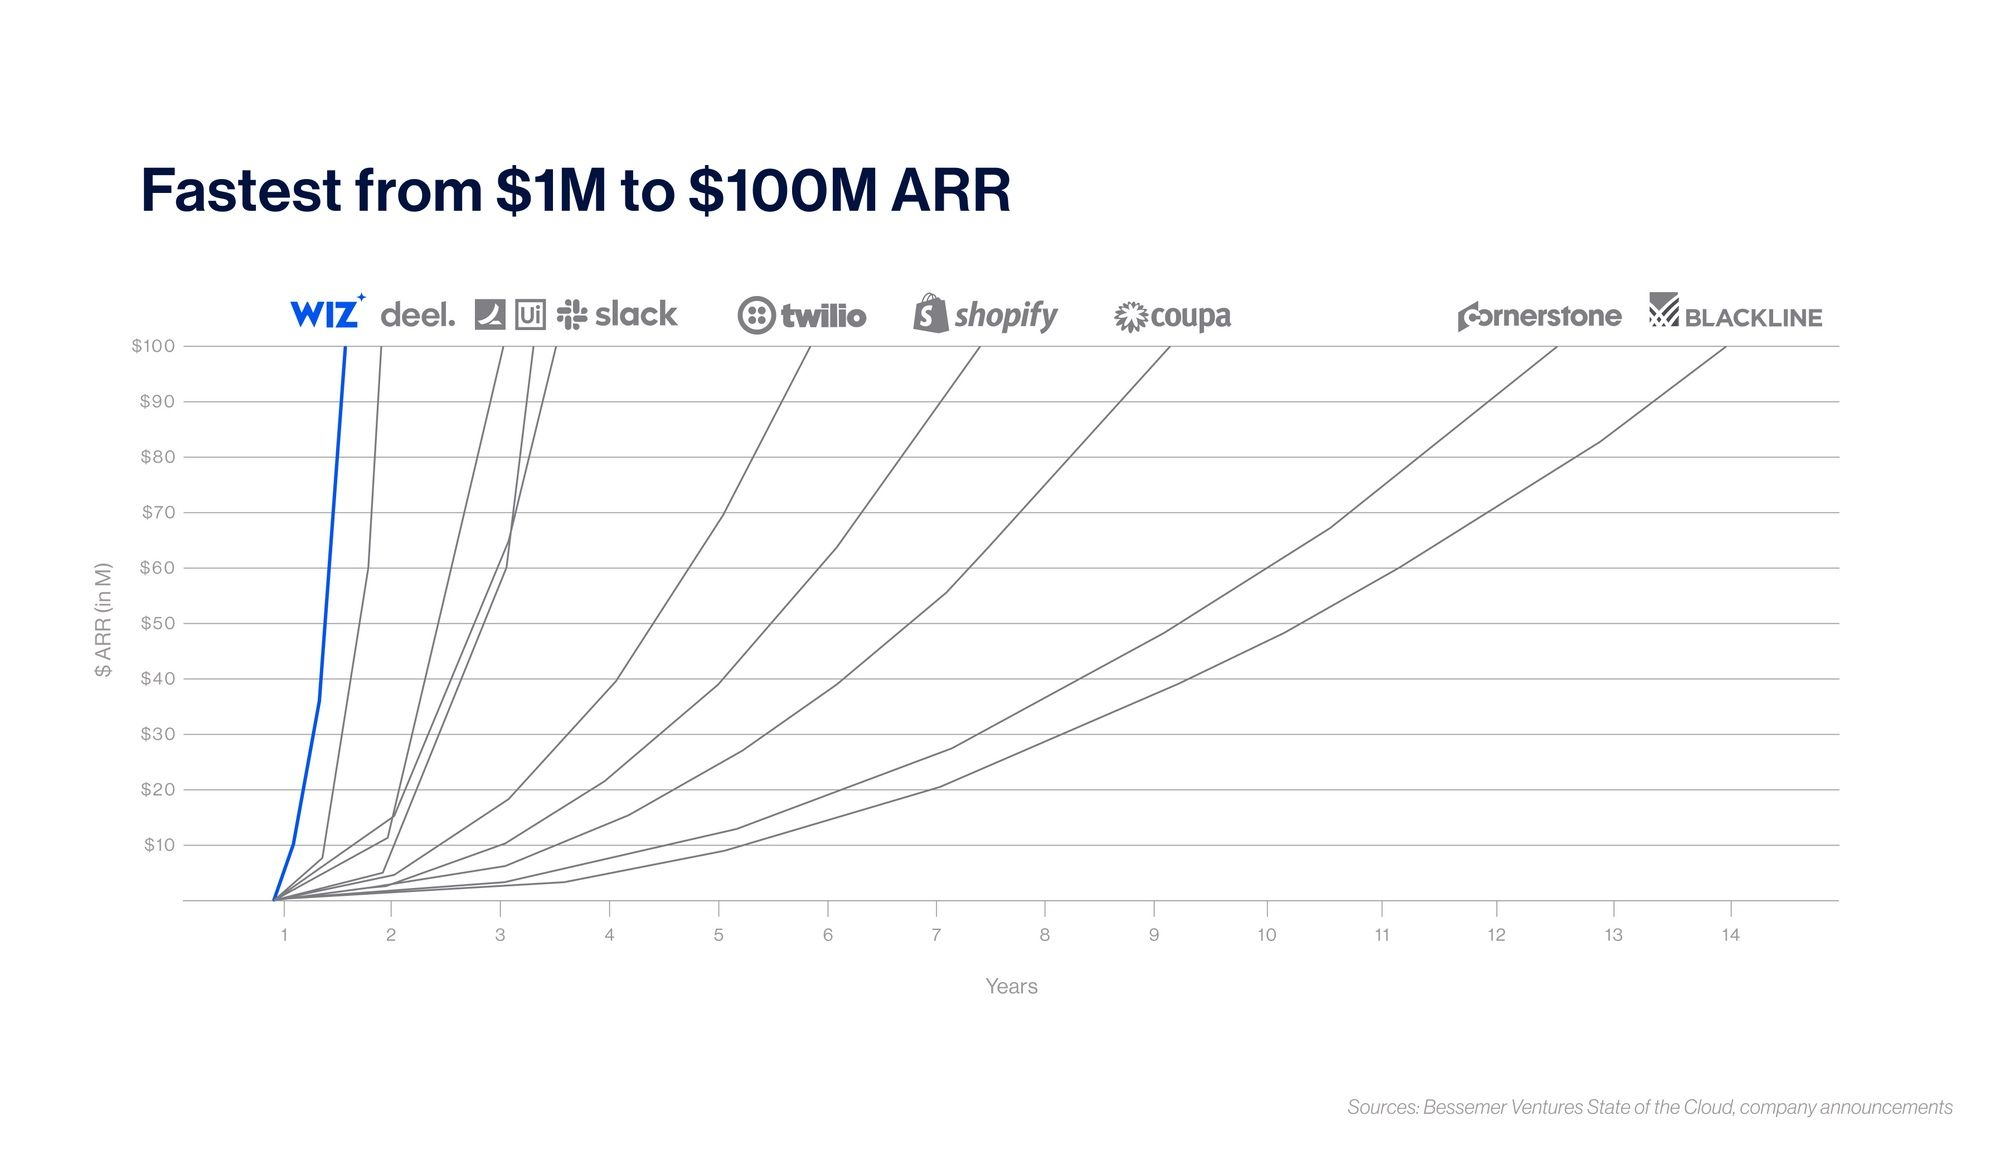 Fastest from $1M to $100M ARR
WIZ deel. Ui slack twilio shopify coupa Cornerstone BLACKLINE
$100
$90
$80
$70
$60
$50
$40
$30
$20
$10
$ ARR (in M)
1 2 3 4 5 6 7 8 9 10 11 12 13 14
Years
Sources: Bessemer Ventures State of the Cloud, company announcements